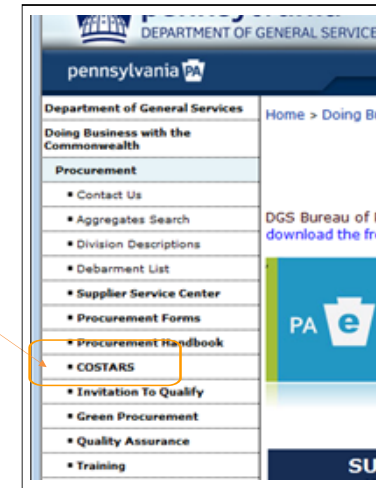 DEPARTMENT OF GENERAL SERVICE
pennsylvania PA
Department of General Services
Home > Doing Bu
Doing Business with the
Commonwealth
Procurement
• Contact Us
• Aggregates Search
DGS Bureau of
• Division Descriptions
download the fr
• Debarment List
• Supplier Service Center
• Procurement Forms
PA e
• Procurement Handbook
• COSTARS
• Invitation To Qualify
• Green Procurement
• Quality Assurance
• Training
SU